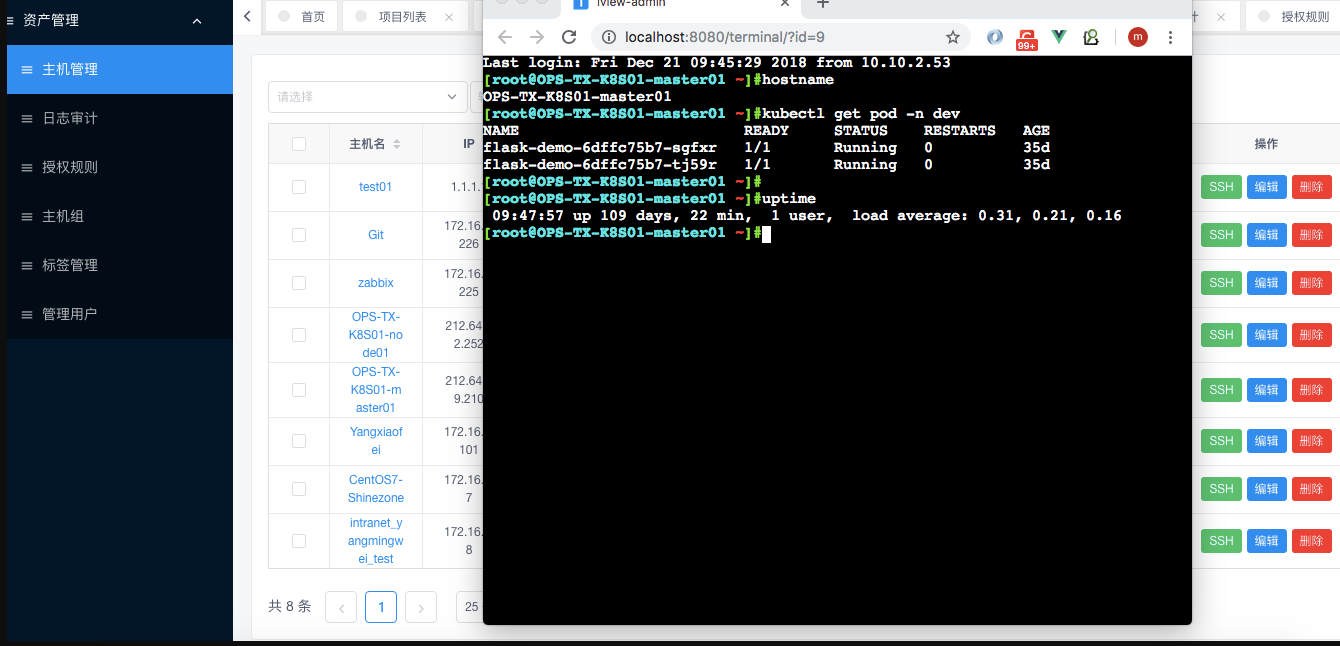 资产管理
主机管理
日志审计
授权规则
主机组
标签管理
管理用户
首页
项目列表
授权规则
请选择
主机名
IP
操作
test01
1.1.1.
SSH
编辑
删除
Git
172.16.
226
SSH
编辑
删除
zabbix
172.16.
225
SSH
编辑
删除
OPS-TX-
K8S01-no
de01
212.64
2.252
SSH
编辑
删除
OPS-TX-
K8S01-m
aster01
212.64
9.210
SSH
编辑
删除
Yangxiaof
ei
172.16.
101
SSH
编辑
删除
CentOS7-
Shinezone
172.16.
7
SSH
编辑
删除
intranet_y
angmingw
ei_test
172.16.
8
SSH
编辑
删除
共 8 条
1
25
iview-admin
localhost:8080/terminal/?id=9
99+
m
Last login: Fri Dec 21 09:45:29 2018 from 10.10.2.53
[root@OPS-TX-K8S01-master01 ~]#hostname
OPS-TX-K8S01-master01
[root@OPS-TX-K8S01-master01 ~]#kubectl get pod -n dev
NAME READY STATUS RESTARTS AGE
flask-demo-6dffc75b7-sgfxr 1/1 Running 0 35d
flask-demo-6dffc75b7-tj59r 1/1 Running 0 35d
[root@OPS-TX-K8S01-master01 ~]#
[root@OPS-TX-K8S01-master01 ~]#uptime
09:47:57 up 109 days, 22 min, 1 user, load average: 0.31, 0.21, 0.16
[root@OPS-TX-K8S01-master01 ~]#